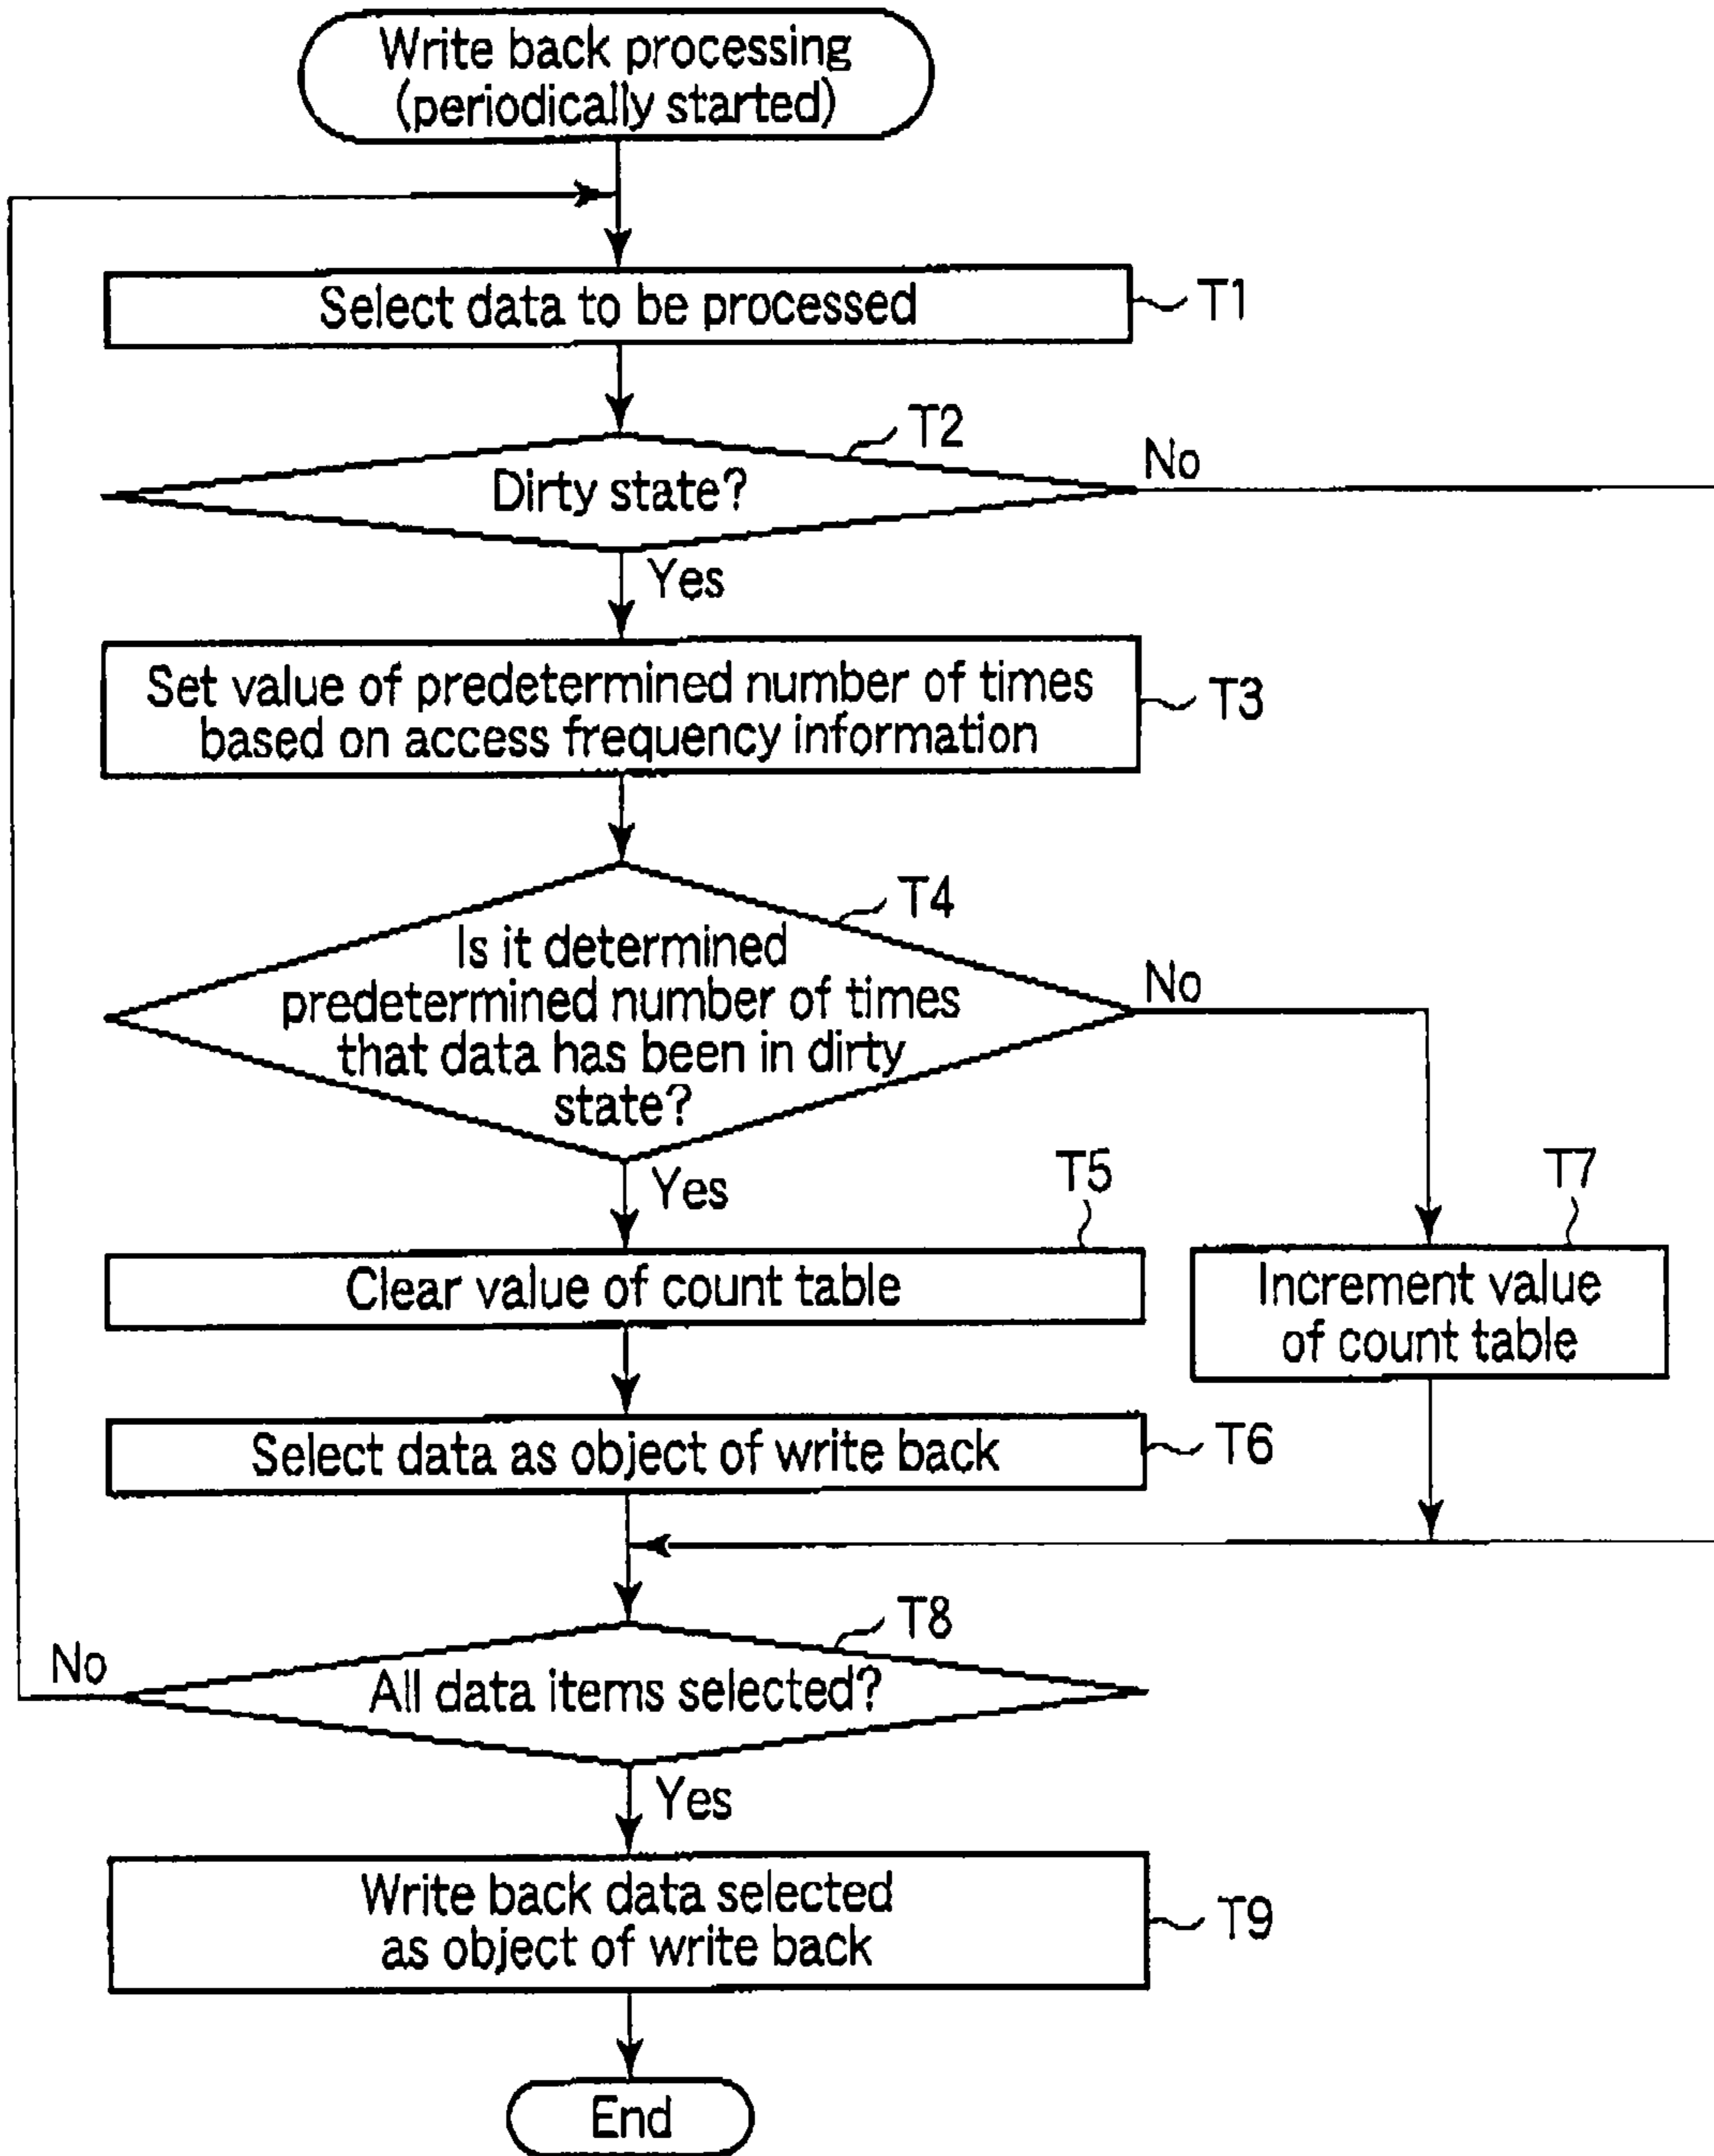 Write back processing
(periodically started)
Select data to be processed
T1
T2
Dirty state?
No
Yes
Set value of predetermined number of times
based on access frequency information
T3
T4
Is it determined
predetermined number of times
that data has been in dirty
state?
No
Yes
T5
T7
Clear value of count table
Increment value
of count table
Select data as object of write back
T6
T8
No
All data items selected?
Yes
Write back data selected
as object of write back
T9
End